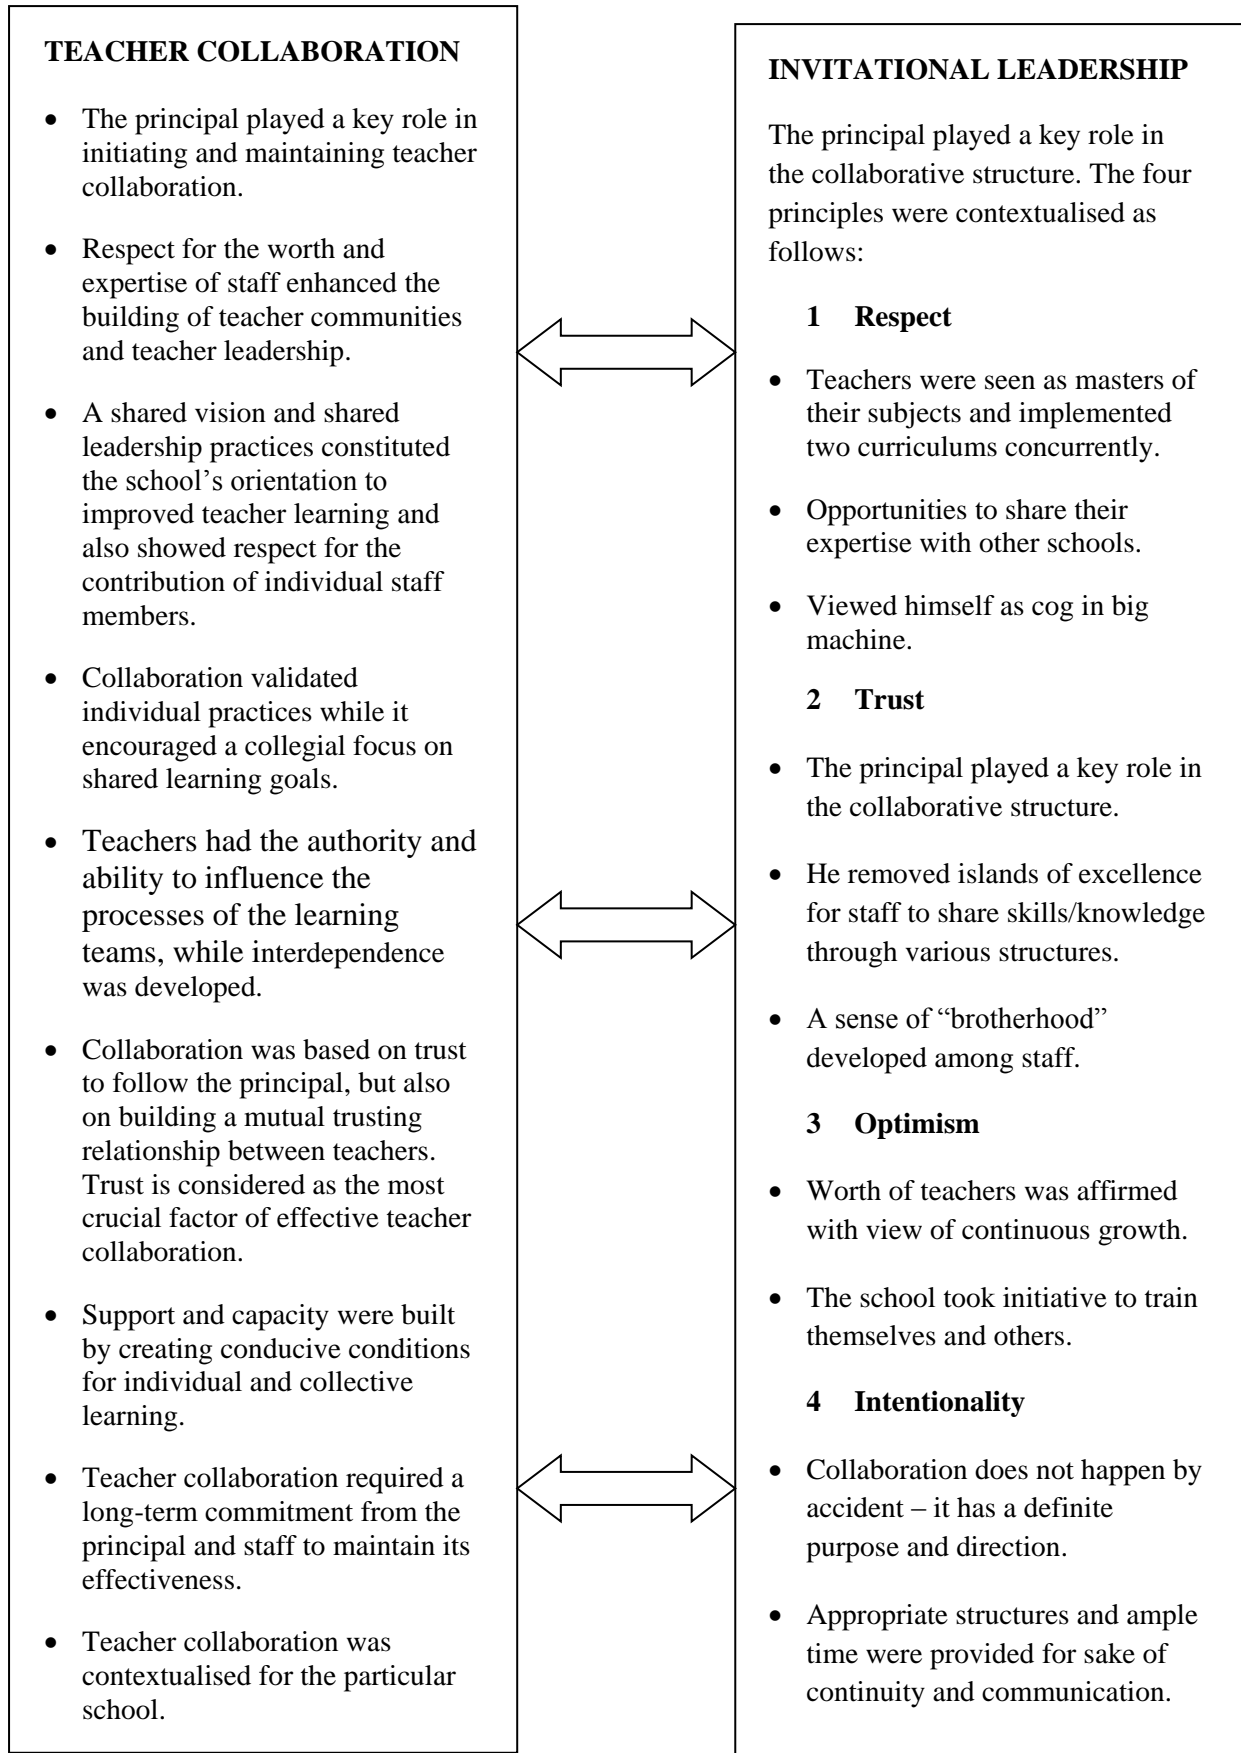 TEACHER COLLABORATION
• The principal played a key role in
initiating and maintaining teacher
collaboration.
• Respect for the worth and
expertise of staff enhanced the
building of teacher communities
and teacher leadership.
• A shared vision and shared
leadership practices constituted
the school’s orientation to
improved teacher learning and
also showed respect for the
contribution of individual staff
members.
• Collaboration validated
individual practices while it
encouraged a collegial focus on
shared learning goals.
• Teachers had the authority and
ability to influence the
processes of the learning
teams, while interdependence
was developed.
• Collaboration was based on trust
to follow the principal, but also
on building a mutual trusting
relationship between teachers.
Trust is considered as the most
crucial factor of effective teacher
collaboration.
• Support and capacity were built
by creating conducive conditions
for individual and collective
learning.
• Teacher collaboration required a
long-term commitment from the
principal and staff to maintain its
effectiveness.
• Teacher collaboration was
contextualised for the particular
school.
INVITATIONAL LEADERSHIP
The principal played a key role in
the collaborative structure. The four
principles were contextualised as
follows:
1 Respect
• Teachers were seen as masters of
their subjects and implemented
two curriculums concurrently.
• Opportunities to share their
expertise with other schools.
• Viewed himself as cog in big
machine.
2 Trust
• The principal played a key role in
the collaborative structure.
• He removed islands of excellence
for staff to share skills/knowledge
through various structures.
• A sense of “brotherhood”
developed among staff.
3 Optimism
• Worth of teachers was affirmed
with view of continuous growth.
• The school took initiative to train
themselves and others.
4 Intentionality
• Collaboration does not happen by
accident – it has a definite
purpose and direction.
• Appropriate structures and ample
time were provided for sake of
continuity and communication.